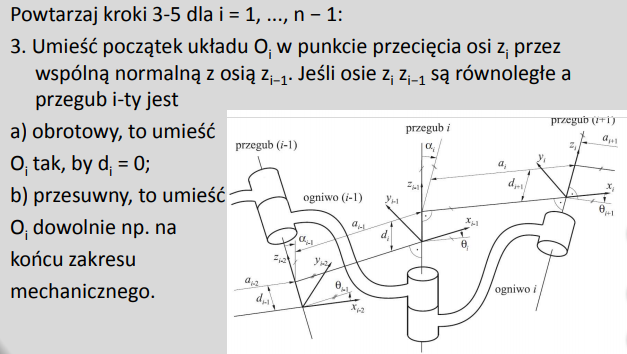 Powtarzaj kroki 3-5 dla i = 1, ..., n − 1:
3. Umieść początek układu Oᵢ w punkcie przecięcia osi zᵢ przez
wspólną normalną z osią zᵢ₋₁. Jeśli osie zᵢ zᵢ₋₁ są równoległe a
przegub i-ty jest
a) obrotowy, to umieść
Oᵢ tak, by dᵢ = 0;
b) przesuwny, to umieść
Oᵢ dowolnie np. na
końcu zakresu
mechanicznego.
przegub (i-1)
przegub i
przegub (i+1)
αᵢ
zᵢ
yᵢ
aᵢ₊₁
aᵢ
dᵢ₊₁
xᵢ
θᵢ₊₁
zᵢ₋₁
ogniwo (i-1)
yᵢ₋₁
aᵢ₋₁
dᵢ
xᵢ₋₁
θᵢ
αᵢ₋₁
zᵢ₋₂
yᵢ₋₂
aᵢ₋₂
dᵢ₋₁
θᵢ₋₁
xᵢ₋₂
ogniwo i